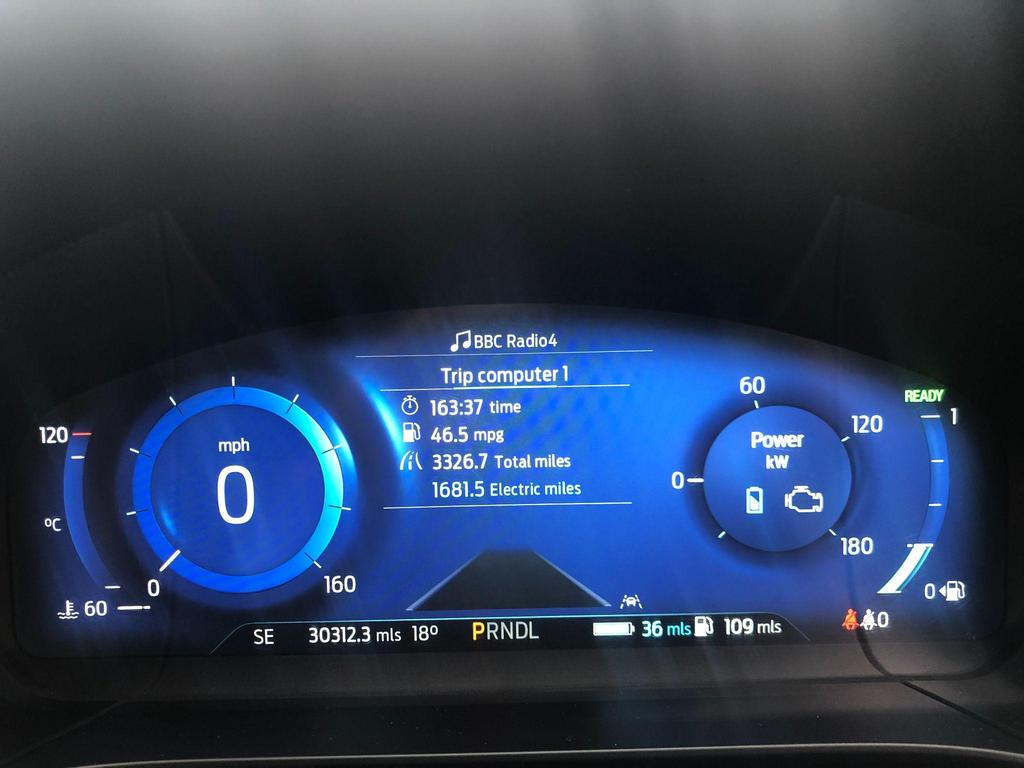 BBC Radio4
Trip computer 1
163:37 time
46.5 mpg
3326.7 Total miles
1681.5 Electric miles
120
ºC
60
mph
0
0
160
60
120
0
180
Power
kW
READY
1
0
0
SE 30312.3 mls 18º PRNDL 36 mls 109 mls